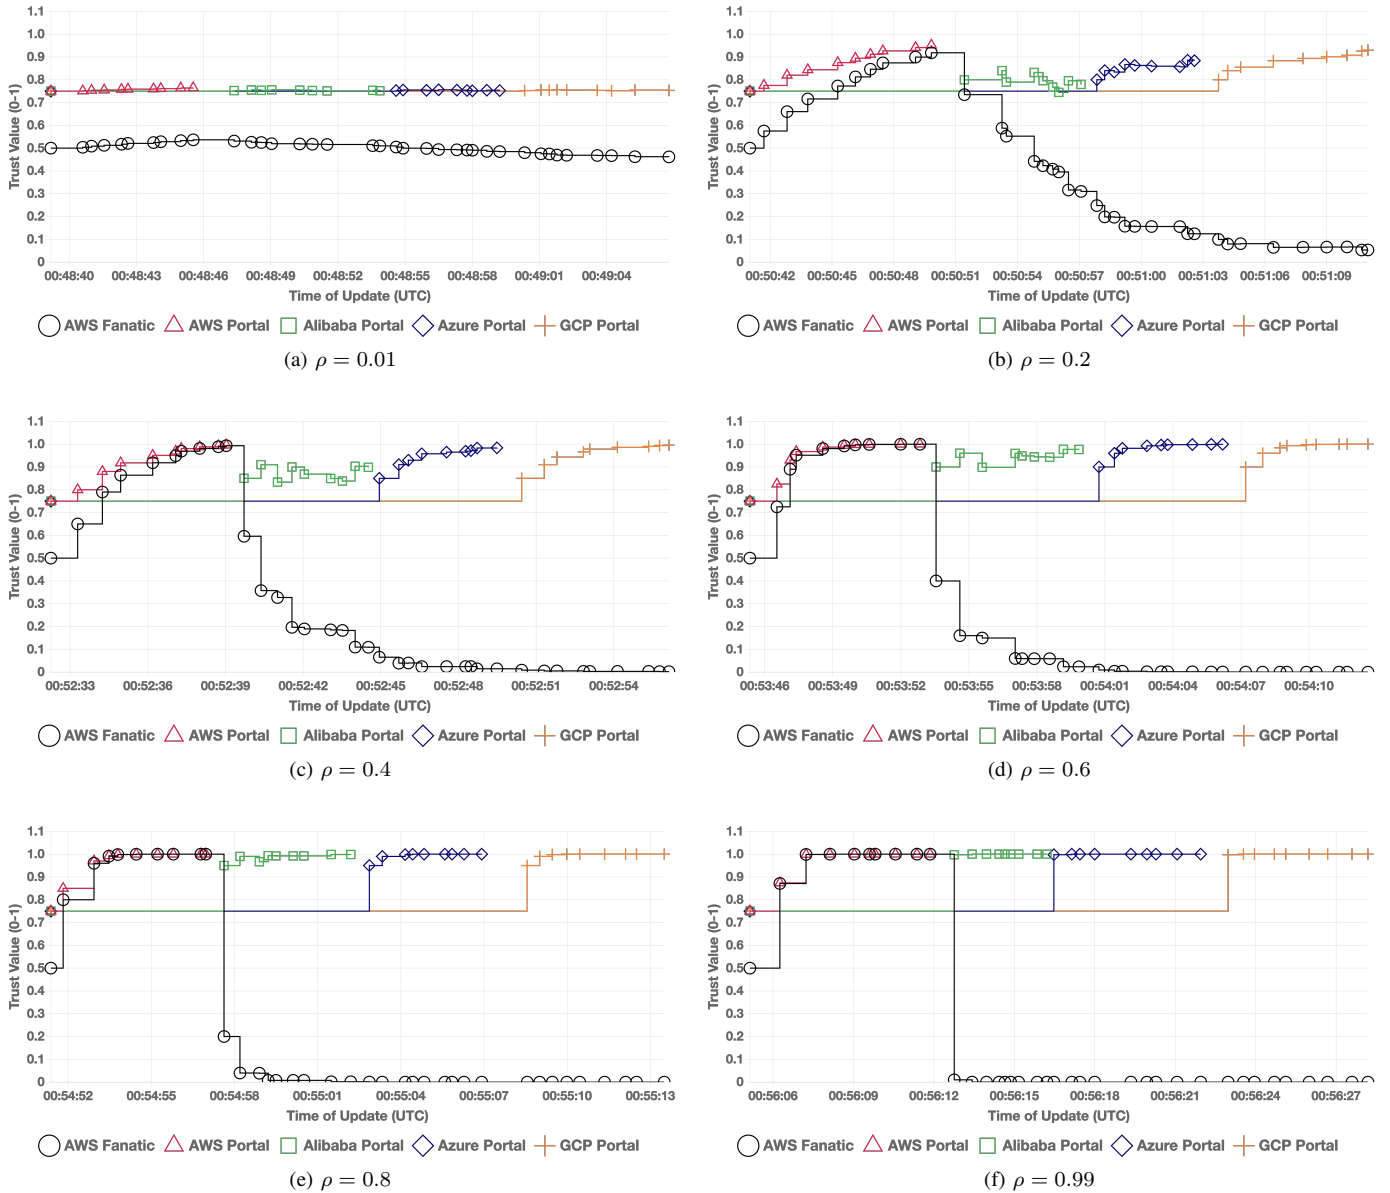 1.1
1.0
0.9
0.8
0.7
0.6
0.5
0.4
0.3
0.2
0.1
0
Trust Value (0–1)
00:48:40 00:48:43 00:48:46 00:48:49 00:48:52 00:48:55 00:48:58 00:49:01 00:49:04
Time of Update (UTC)
AWS Fanatic AWS Portal Alibaba Portal Azure Portal GCP Portal
(a) ρ = 0.01
1.1
1.0
0.9
0.8
0.7
0.6
0.5
0.4
0.3
0.2
0.1
0
Trust Value (0–1)
00:50:42 00:50:45 00:50:48 00:50:51 00:50:54 00:50:57 00:51:00 00:51:03 00:51:06 00:51:09
Time of Update (UTC)
AWS Fanatic AWS Portal Alibaba Portal Azure Portal GCP Portal
(b) ρ = 0.2
1.1
1.0
0.9
0.8
0.7
0.6
0.5
0.4
0.3
0.2
0.1
0
Trust Value (0–1)
00:52:33 00:52:36 00:52:39 00:52:42 00:52:45 00:52:48 00:52:51 00:52:54
Time of Update (UTC)
AWS Fanatic AWS Portal Alibaba Portal Azure Portal GCP Portal
(c) ρ = 0.4
1.1
1.0
0.9
0.8
0.7
0.6
0.5
0.4
0.3
0.2
0.1
0
Trust Value (0–1)
00:53:46 00:53:49 00:53:52 00:53:55 00:53:58 00:54:01 00:54:04 00:54:07 00:54:10
Time of Update (UTC)
AWS Fanatic AWS Portal Alibaba Portal Azure Portal GCP Portal
(d) ρ = 0.6
1.1
1.0
0.9
0.8
0.7
0.6
0.5
0.4
0.3
0.2
0.1
0
Trust Value (0–1)
00:54:52 00:54:55 00:54:58 00:55:01 00:55:04 00:55:07 00:55:10 00:55:13
Time of Update (UTC)
AWS Fanatic AWS Portal Alibaba Portal Azure Portal GCP Portal
(e) ρ = 0.8
1.1
1.0
0.9
0.8
0.7
0.6
0.5
0.4
0.3
0.2
0.1
0
Trust Value (0–1)
00:56:06 00:56:09 00:56:12 00:56:15 00:56:18 00:56:21 00:56:24 00:56:27
Time of Update (UTC)
AWS Fanatic AWS Portal Alibaba Portal Azure Portal GCP Portal
(f) ρ = 0.99